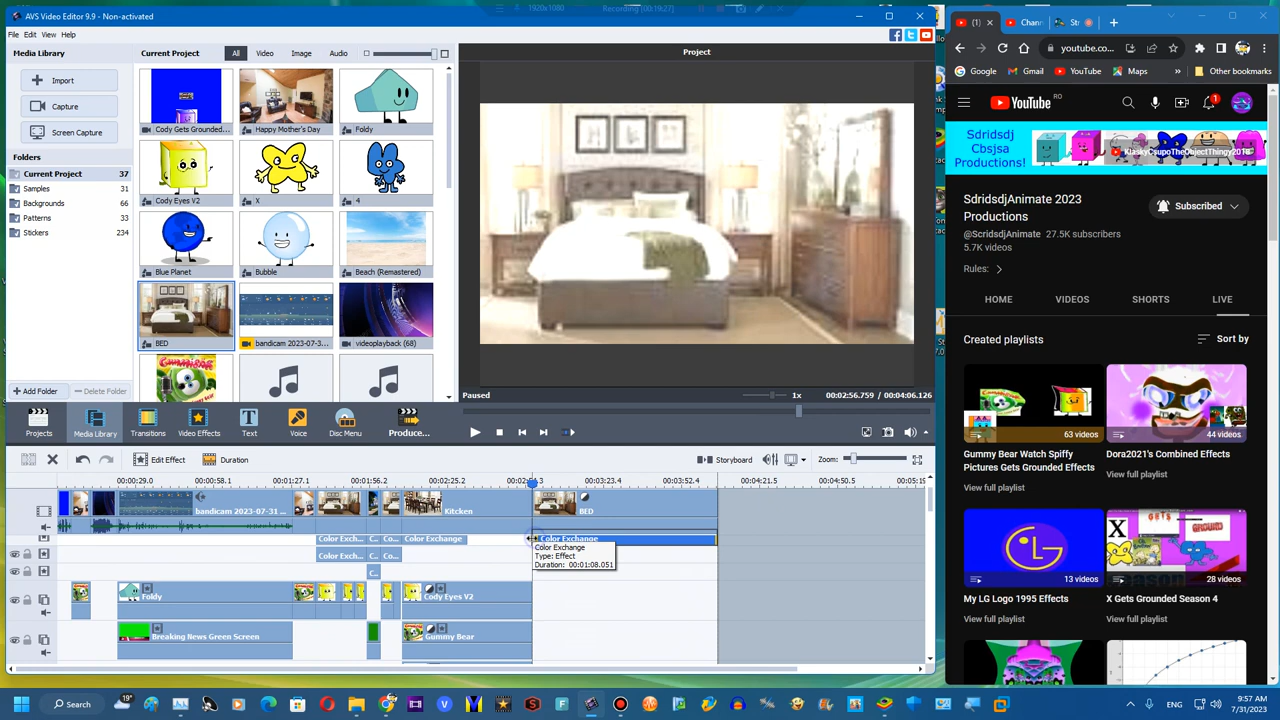 AVS Video Editor 9.9 - Non-activated
1920x1080
Recording [00:19:27]
File Edit View Help
Media Library
Import
Capture
Screen Capture
Folders
Current Project 37
Samples 31
Backgrounds 66
Patterns 33
Stickers 234
+ Add Folder
Delete Folder
Current Project
All
Video
Image
Audio
Cody Gets Grounded...
Happy Mother's Day
Foldy
Cody Eyes V2
X
4
Blue Planet
Bubble
Beach (Remastered)
BED
bandicam 2023-07-3...
videoplayback (68)
Project
Paused
1x
00:02:56.759 / 00:04:06.126
Projects
Media Library
Transitions
Video Effects
Text
Voice
Disc Menu
Produce...
Edit Effect
Duration
Storyboard
Zoom:
00:00:29.0
00:00:58.1
00:01:27.1
00:01:56.2
00:02:25.2
00:03:23.4
00:03:52.4
00:04:21.5
00:04:50.5
00:05:19
bandicam 2023-07-31 ...
Kitcken
BED
Color Exch...
C...
Co...
Color Exchange
Color Exchange
Color Exch...
C...
Co...
C...
Color Exchange
Type: Effect
Duration: 00:01:08.051
Foldy
Cody Eyes V2
Breaking News Green Screen
Gummy Bear
(1)
Chann
Str
youtube.co...
Google
Gmail
YouTube
Maps
Other bookmarks
YouTube RO
1
Sdridsdj
Cbsjsa
Productions!
KlaskyCsupoTheObjectThingy2018
SdridsdjAnimate 2023
Productions
@ScridsdjAnimate 27.5K subscribers
5.7K videos
Subscribed
Rules:
HOME
VIDEOS
SHORTS
LIVE
Created playlists
Sort by
63 videos
44 videos
Gummy Bear Watch Spiffy
Pictures Gets Grounded Effects
View full playlist
Dora2021's Combined Effects
View full playlist
13 videos
28 videos
My LG Logo 1995 Effects
View full playlist
X Gets Grounded Season 4
View full playlist
Search
19°
ENG
9:57 AM
7/31/2023